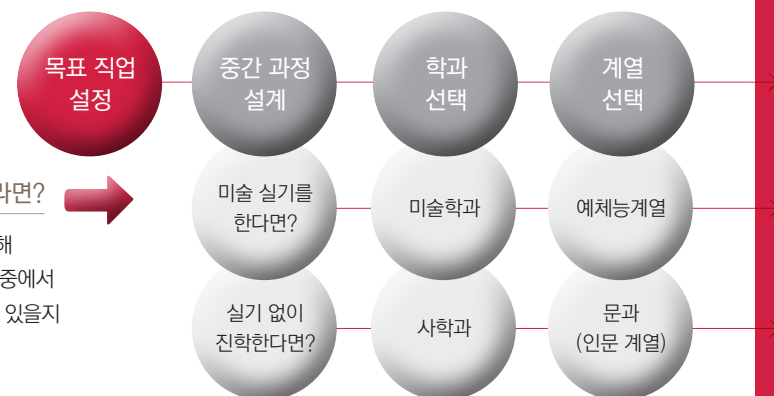 목표 직업
설정
중간 과정
설계
학과
선택
계열
선택
라면?
해
중에서
있을지
미술 실기를
한다면?
미술학과
예체능계열
실기 없이
진학한다면?
사학과
문과
(인문 계열)